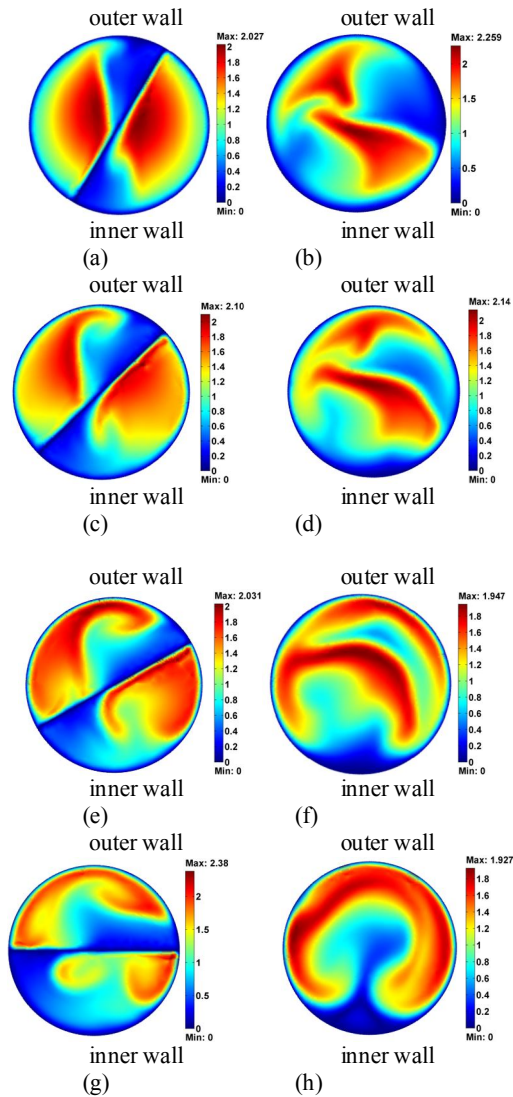 outer wall
outer wall
Max: 2.027
2
1.8
1.6
1.4
1.2
1
0.8
0.6
0.4
0.2
0
Min: 0
Max: 2.259
2
1.5
1
0.5
0
Min: 0
inner wall
inner wall
(a)
(b)
outer wall
outer wall
Max: 2.10
2
1.8
1.6
1.4
1.2
1
0.8
0.6
0.4
0.2
0
Min: 0
Max: 2.14
2
1.8
1.6
1.4
1.2
1
0.8
0.6
0.4
0.2
0
Min: 0
inner wall
inner wall
(c)
(d)
outer wall
outer wall
Max: 2.031
2
1.8
1.6
1.4
1.2
1
0.8
0.6
0.4
0.2
0
Min: 0
Max: 1.947
1.8
1.6
1.4
1.2
1
0.8
0.6
0.4
0.2
0
Min: 0
inner wall
inner wall
(e)
(f)
outer wall
outer wall
Max: 2.38
2
1.5
1
0.5
0
Min: 0
Max: 1.927
1.8
1.6
1.4
1.2
1
0.8
0.6
0.4
0.2
0
Min: 0
inner wall
inner wall
(g)
(h)